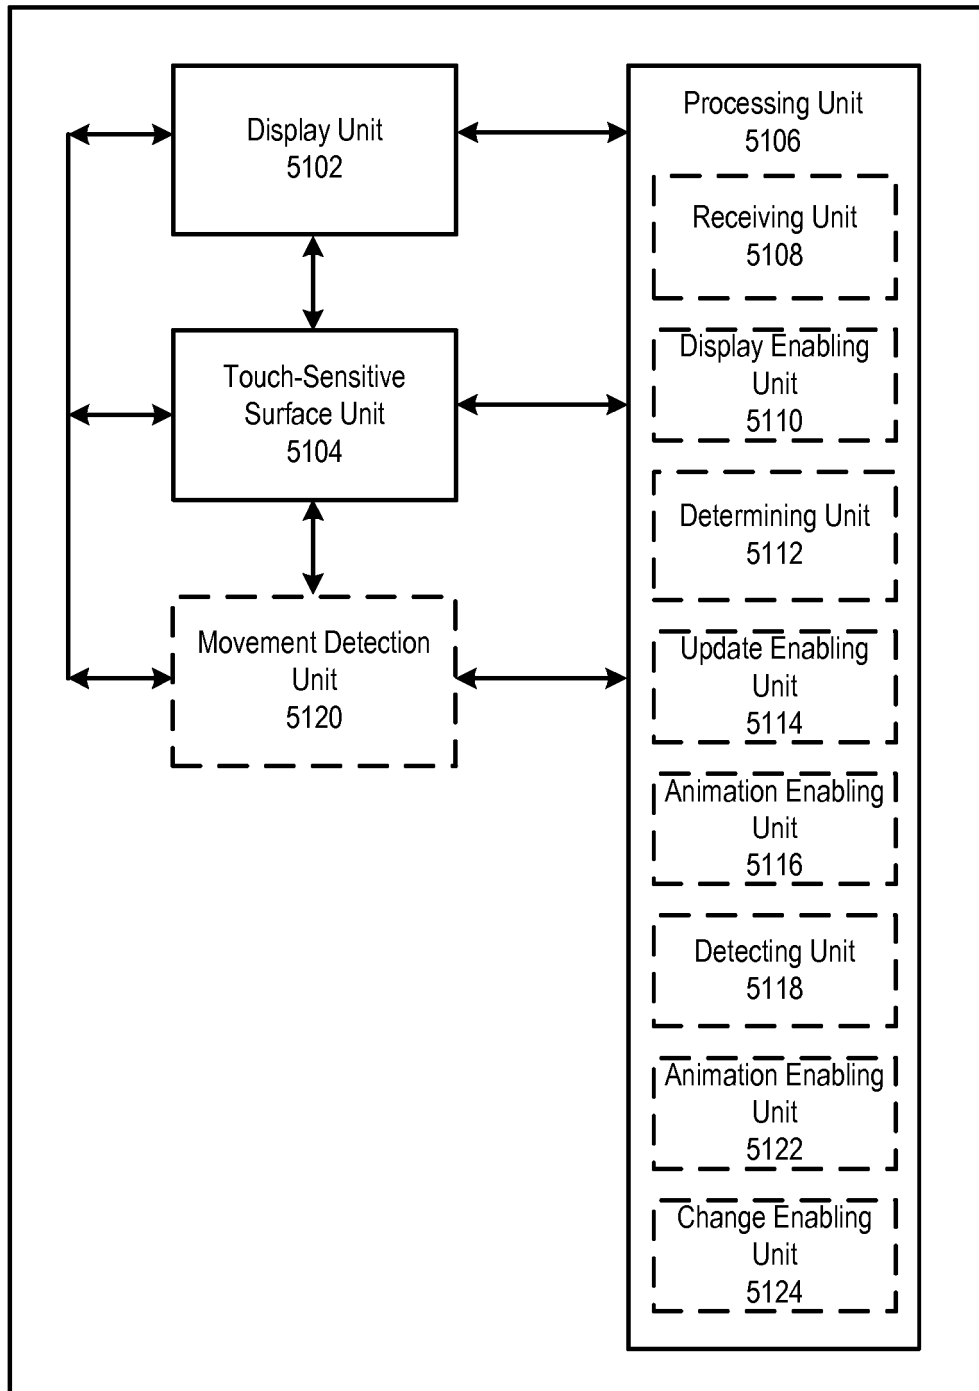 Display Unit
5102
Touch-Sensitive
Surface Unit
5104
Movement Detection
Unit
5120
Processing Unit
5106
Receiving Unit
5108
Display Enabling
Unit
5110
Determining Unit
5112
Update Enabling
Unit
5114
Animation Enabling
Unit
5116
Detecting Unit
5118
Animation Enabling
Unit
5122
Change Enabling
Unit
5124